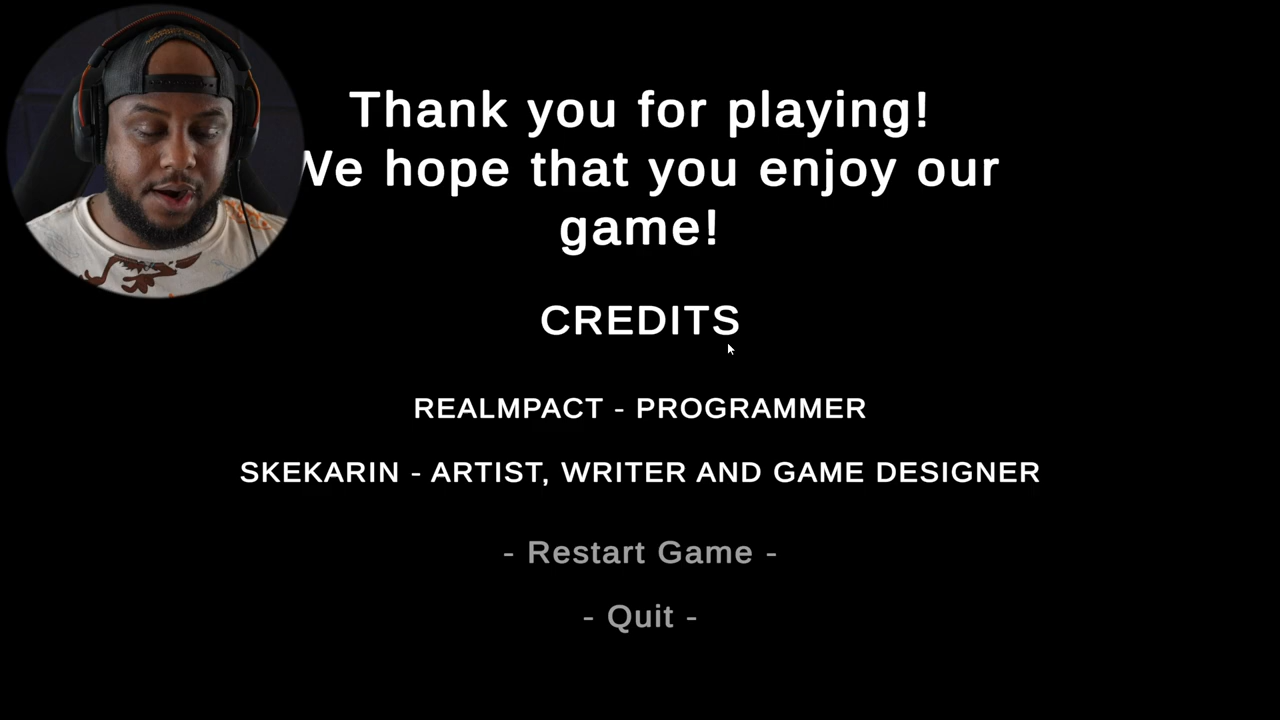 Thank you for playing!
We hope that you enjoy our
game!
CREDITS
REALMPACT - PROGRAMMER
SKEKARIN - ARTIST, WRITER AND GAME DESIGNER
- Restart Game -
- Quit -